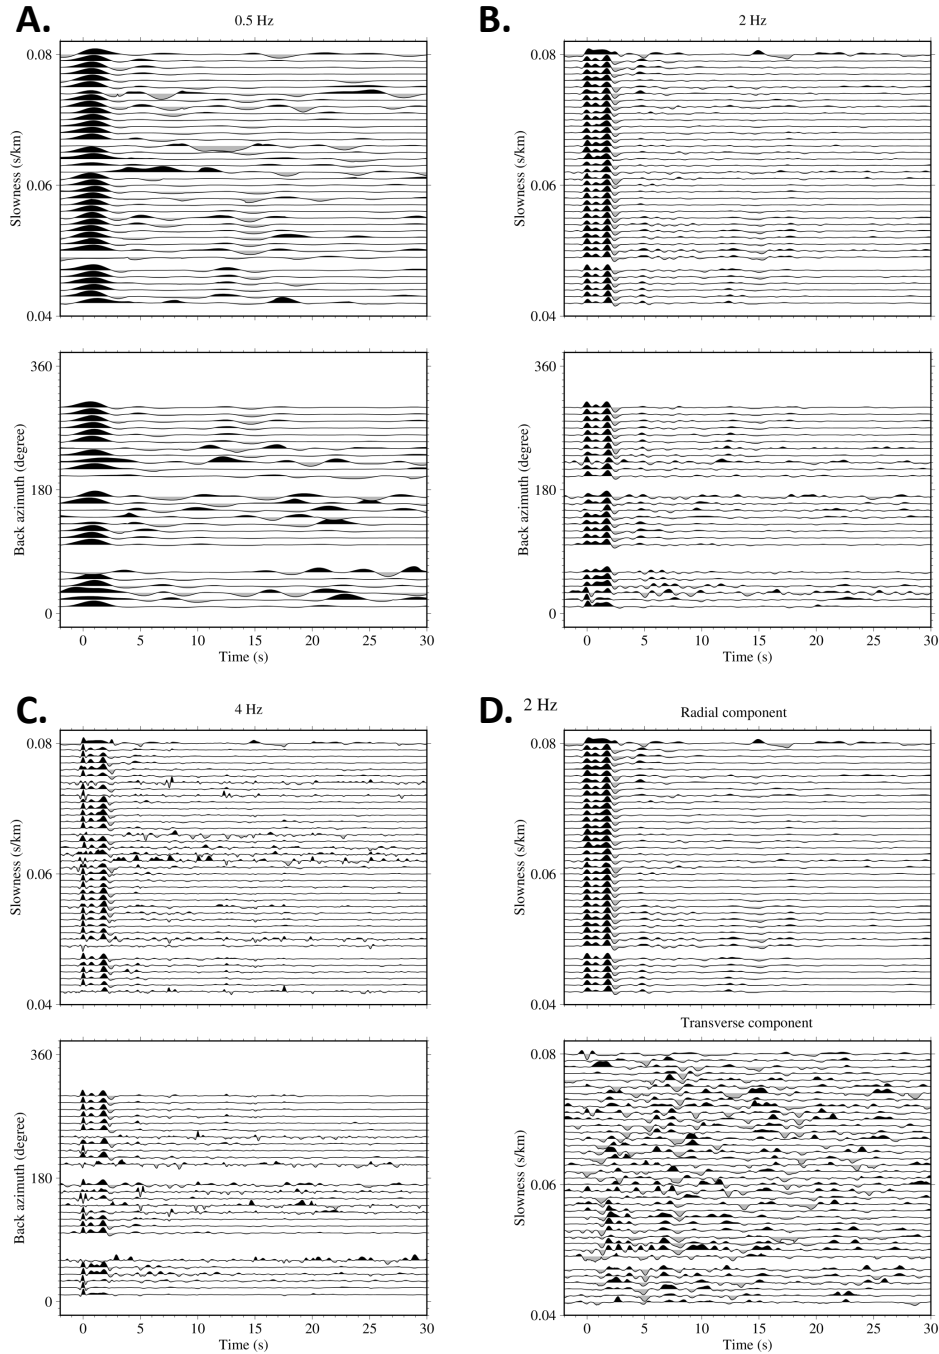 A.
0.5 Hz
0.08
0.06
0.04
Slowness (s/km)
360
180
0
Back azimuth (degree)
0 5 10 15 20 25 30
Time (s)
B.
2 Hz
0.08
0.06
0.04
Slowness (s/km)
360
180
0
Back azimuth (degree)
0 5 10 15 20 25 30
Time (s)
C.
4 Hz
0.08
0.06
0.04
Slowness (s/km)
360
180
0
Back azimuth (degree)
0 5 10 15 20 25 30
Time (s)
D.
2 Hz
Radial component
0.08
0.06
0.04
Slowness (s/km)
Transverse component
0.08
0.06
0.04
Slowness (s/km)
0 5 10 15 20 25 30
Time (s)